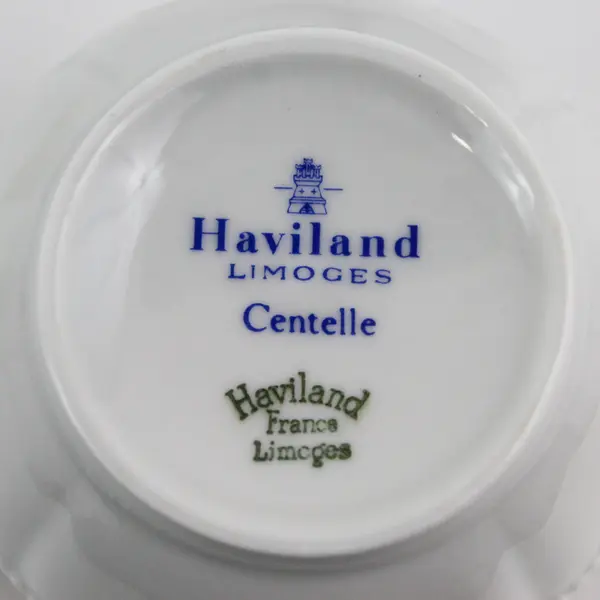 Haviland
LIMOGES
Centelle
Haviland
France
Limoges